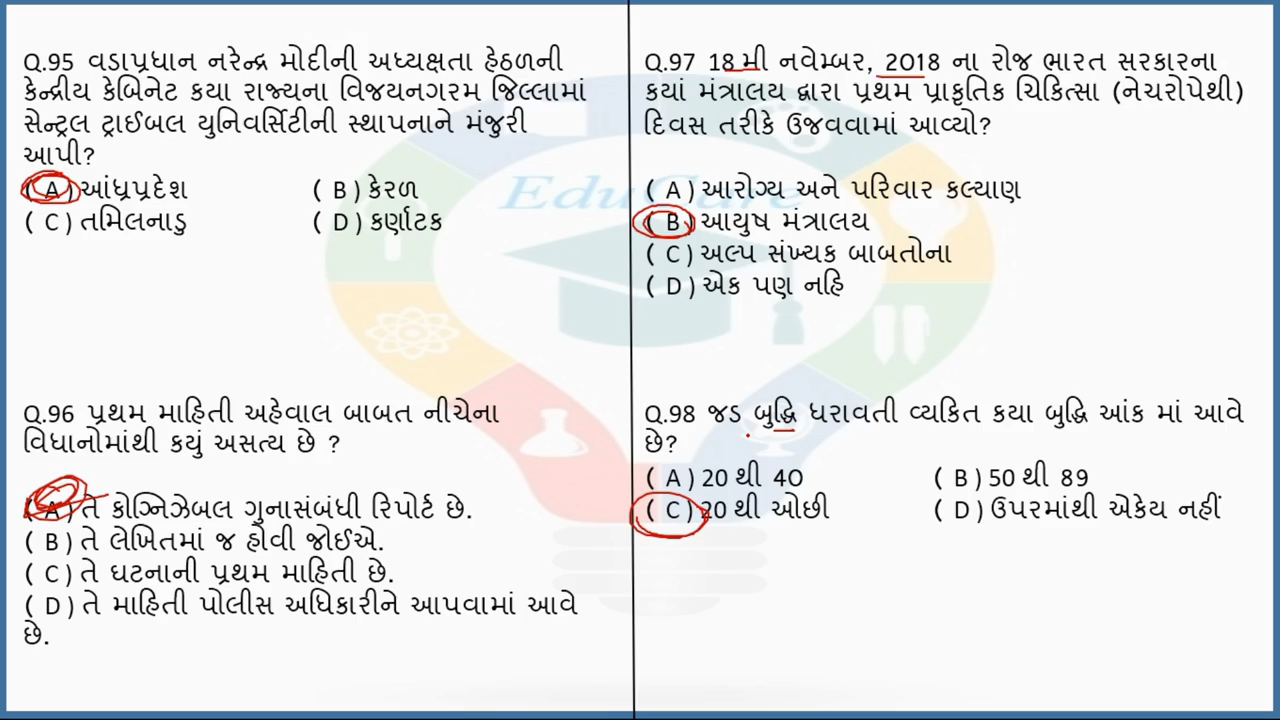 Q.95 વડાપ્રધાન નરેન્દ્ર મોદીની અધ્યક્ષતા હેઠળની
કેન્દ્રીય કેબિનેટ કયા રાજ્યના વિજયનગરમ જિલ્લામાં
સેન્ટ્રલ ટ્રાઈબલ યુનિવર્સિટીની સ્થાપનાને મંજુરી
આપી?
( A ) આંધ્રપ્રદેશ ( B ) કેરળ
( C ) તમિલનાડુ ( D ) કર્ણાટક
Q.96 પ્રથમ માહિતી અહેવાલ બાબત નીચેના
વિધાનોમાંથી કયું અસત્ય છે ?
( A ) તે કોગ્નિઝેબલ ગુનાસંબંધી રિપોર્ટ છે.
( B ) તે લેખિતમાં જ હોવી જોઈએ.
( C ) તે ઘટનાની પ્રથમ માહિતી છે.
( D ) તે માહિતી પોલીસ અધિકારીને આપવામાં આવે
છે.
Q.97 18 મી નવેમ્બર, 2018 ના રોજ ભારત સરકારના
કયાં મંત્રાલય દ્વારા પ્રથમ પ્રાકૃતિક ચિકિત્સા (નેચરોપેથી)
દિવસ તરીકે ઉજવવામાં આવ્યો?
( A ) આરોગ્ય અને પરિવાર કલ્યાણ
( B ) આયુષ મંત્રાલય
( C ) અલ્પ સંખ્યક બાબતોના
( D ) એક પણ નહિ
Q.98 જડ બુદ્ધિ ધરાવતી વ્યકિત કયા બુદ્ધિ આંક માં આવે
છે?
( A ) 20 થી 40 ( B ) 50 થી 89
( C ) 20 થી ઓછી ( D ) ઉપરમાંથી એકેય નહીં
EduCare